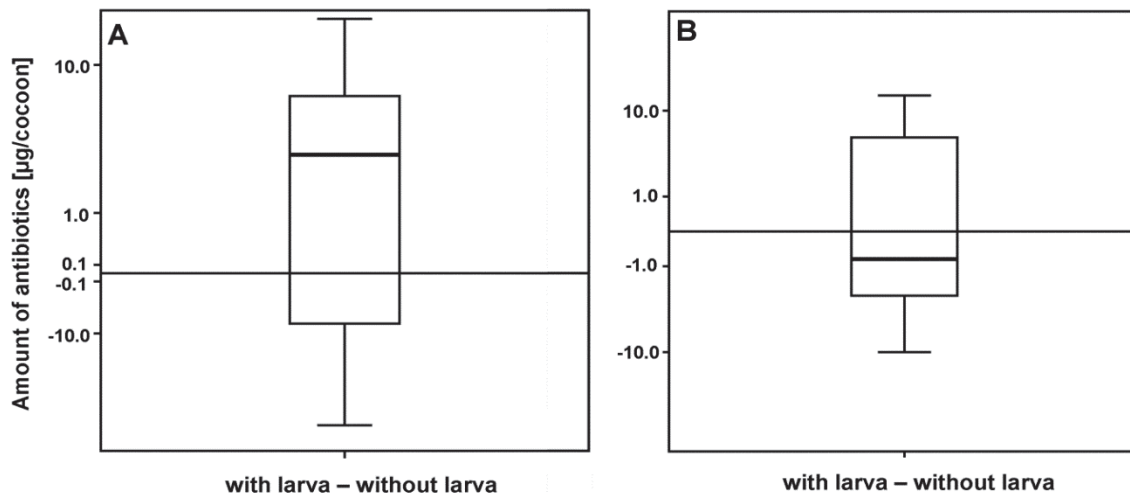 A
Amount of antibiotics [µg/cocoon]
10.0
1.0
0.1
-0.1
-10.0
with larva – without larva
B
10.0
1.0
-1.0
-10.0
with larva – without larva